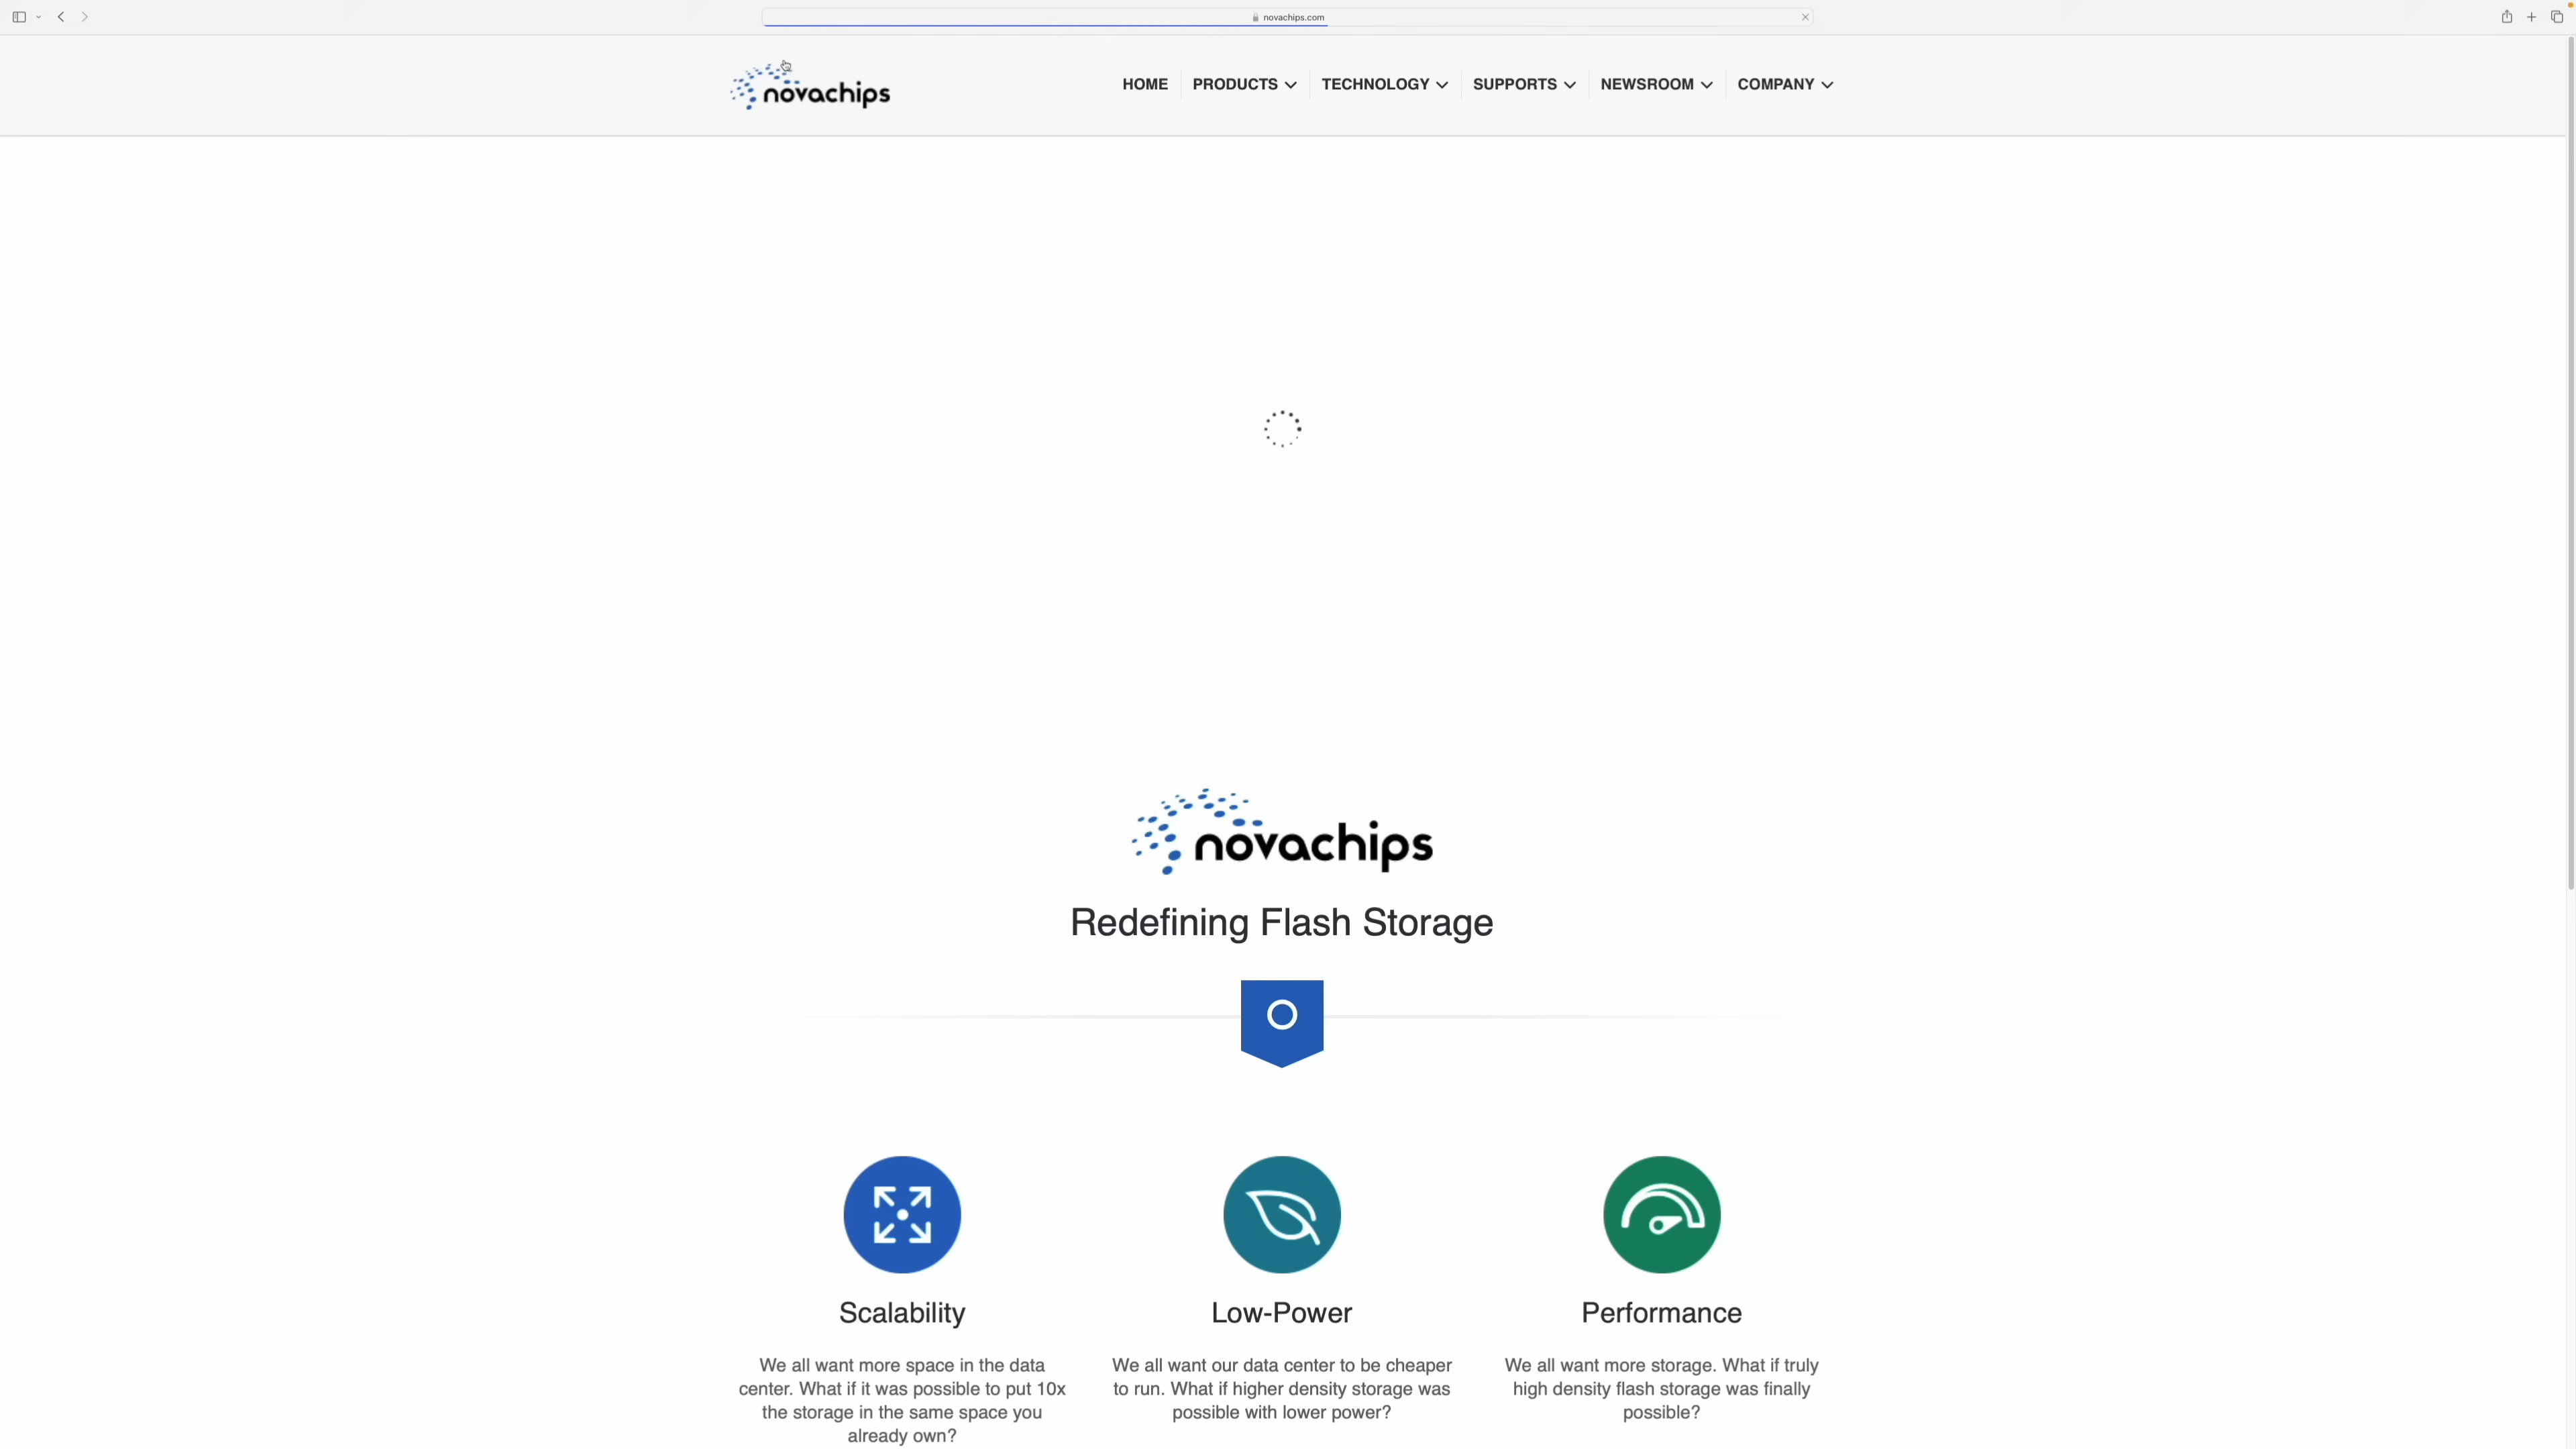 novachips.com
novachips
HOME PRODUCTS TECHNOLOGY SUPPORTS NEWSROOM COMPANY
novachips
Redefining Flash Storage
Scalability
We all want more space in the data
center. What if it was possible to put 10x
the storage in the same space you
already own?
Low-Power
We all want our data center to be cheaper
to run. What if higher density storage was
possible with lower power?
Performance
We all want more storage. What if truly
high density flash storage was finally
possible?